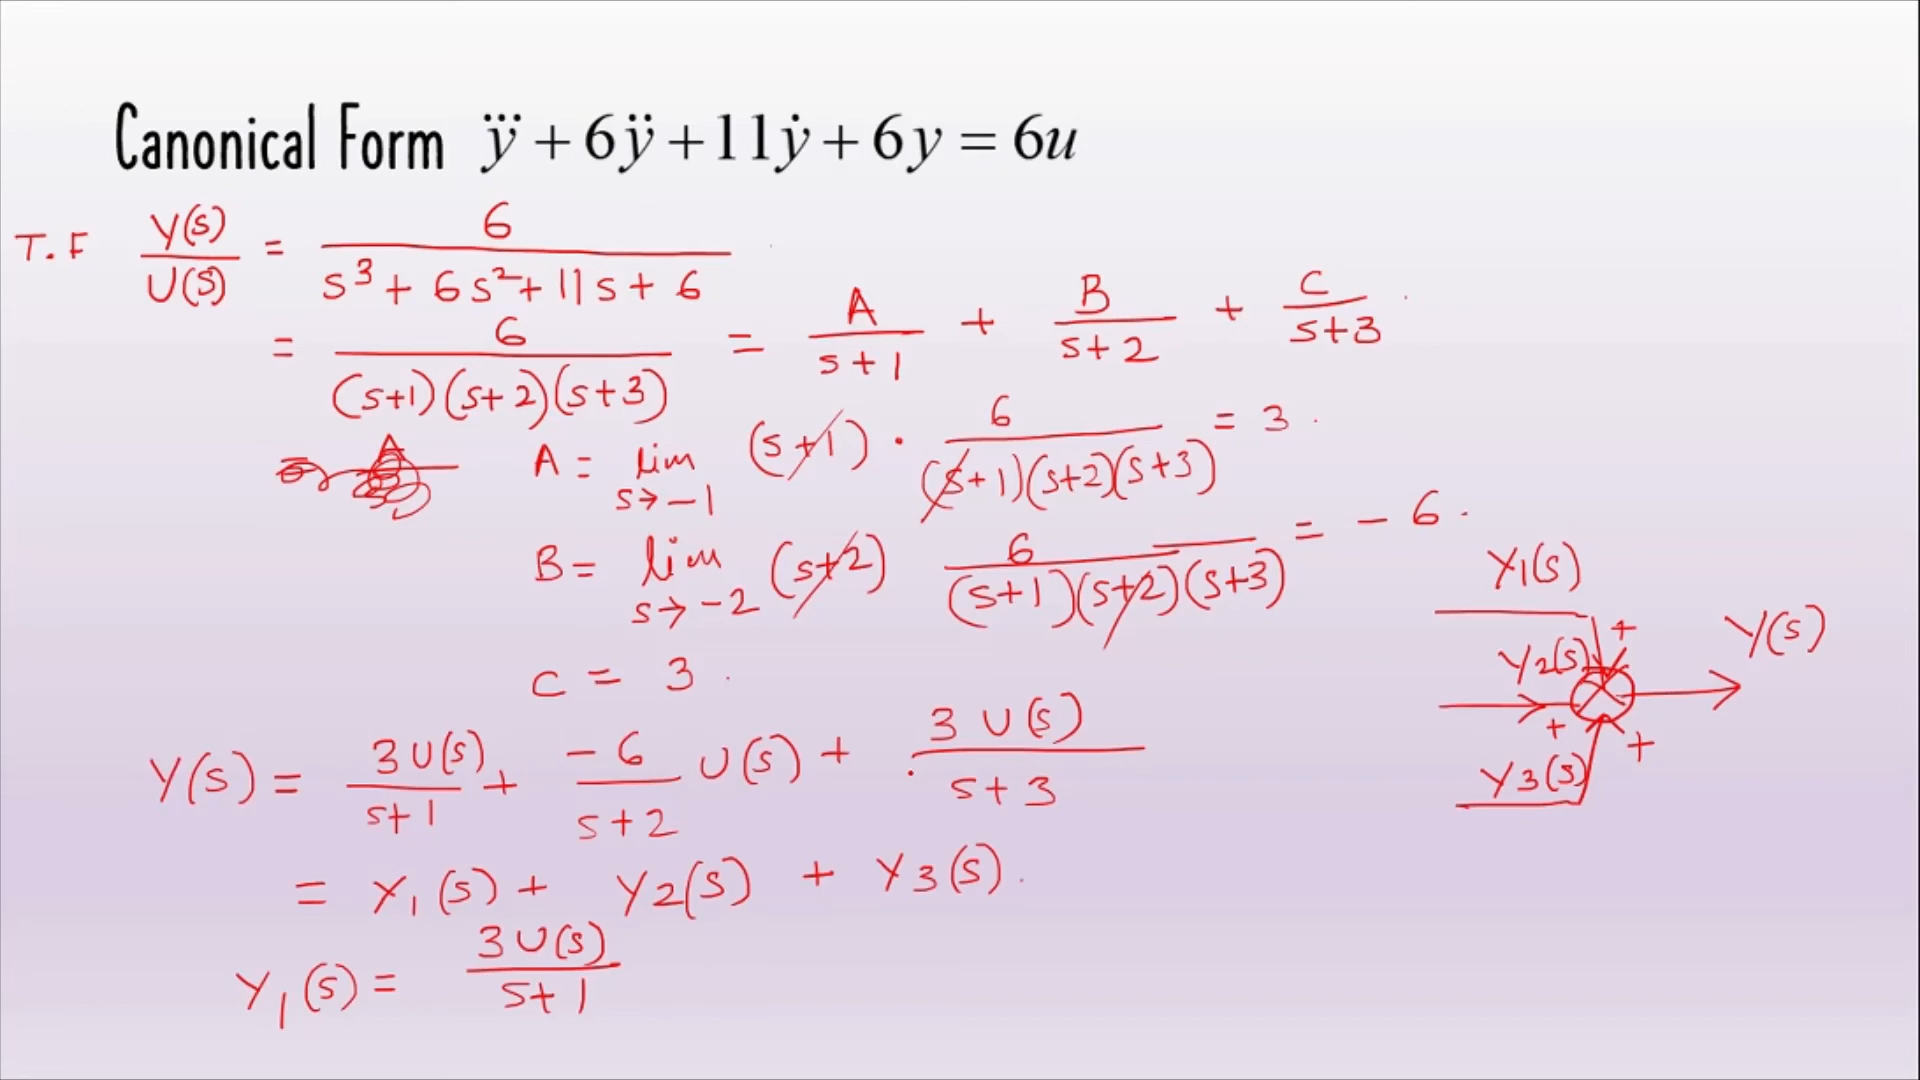 Canonical Form  y⃛ + 6ÿ + 11ẏ + 6y = 6u
T.F Y(s)/U(s) = 6/(s³ + 6s² + 11s + 6)
= 6/((s+1)(s+2)(s+3)) = A/(s+1) + B/(s+2) + C/(s+3)
A = lim s→-1 (s+1) · 6/((s+1)(s+2)(s+3)) = 3.
B = lim s→-2 (s+2) 6/((s+1)(s+2)(s+3)) = -6.
C = 3.
Y(s) = 3U(s)/(s+1) + -6/(s+2) U(s) + 3U(s)/(s+3)
= Y₁(s) + Y2(s) + Y3(s).
Y₁(s) = 3U(s)/(s+1)
Y1(s)
+
Y(s)
Y2(s)
+
Y3(s)
+